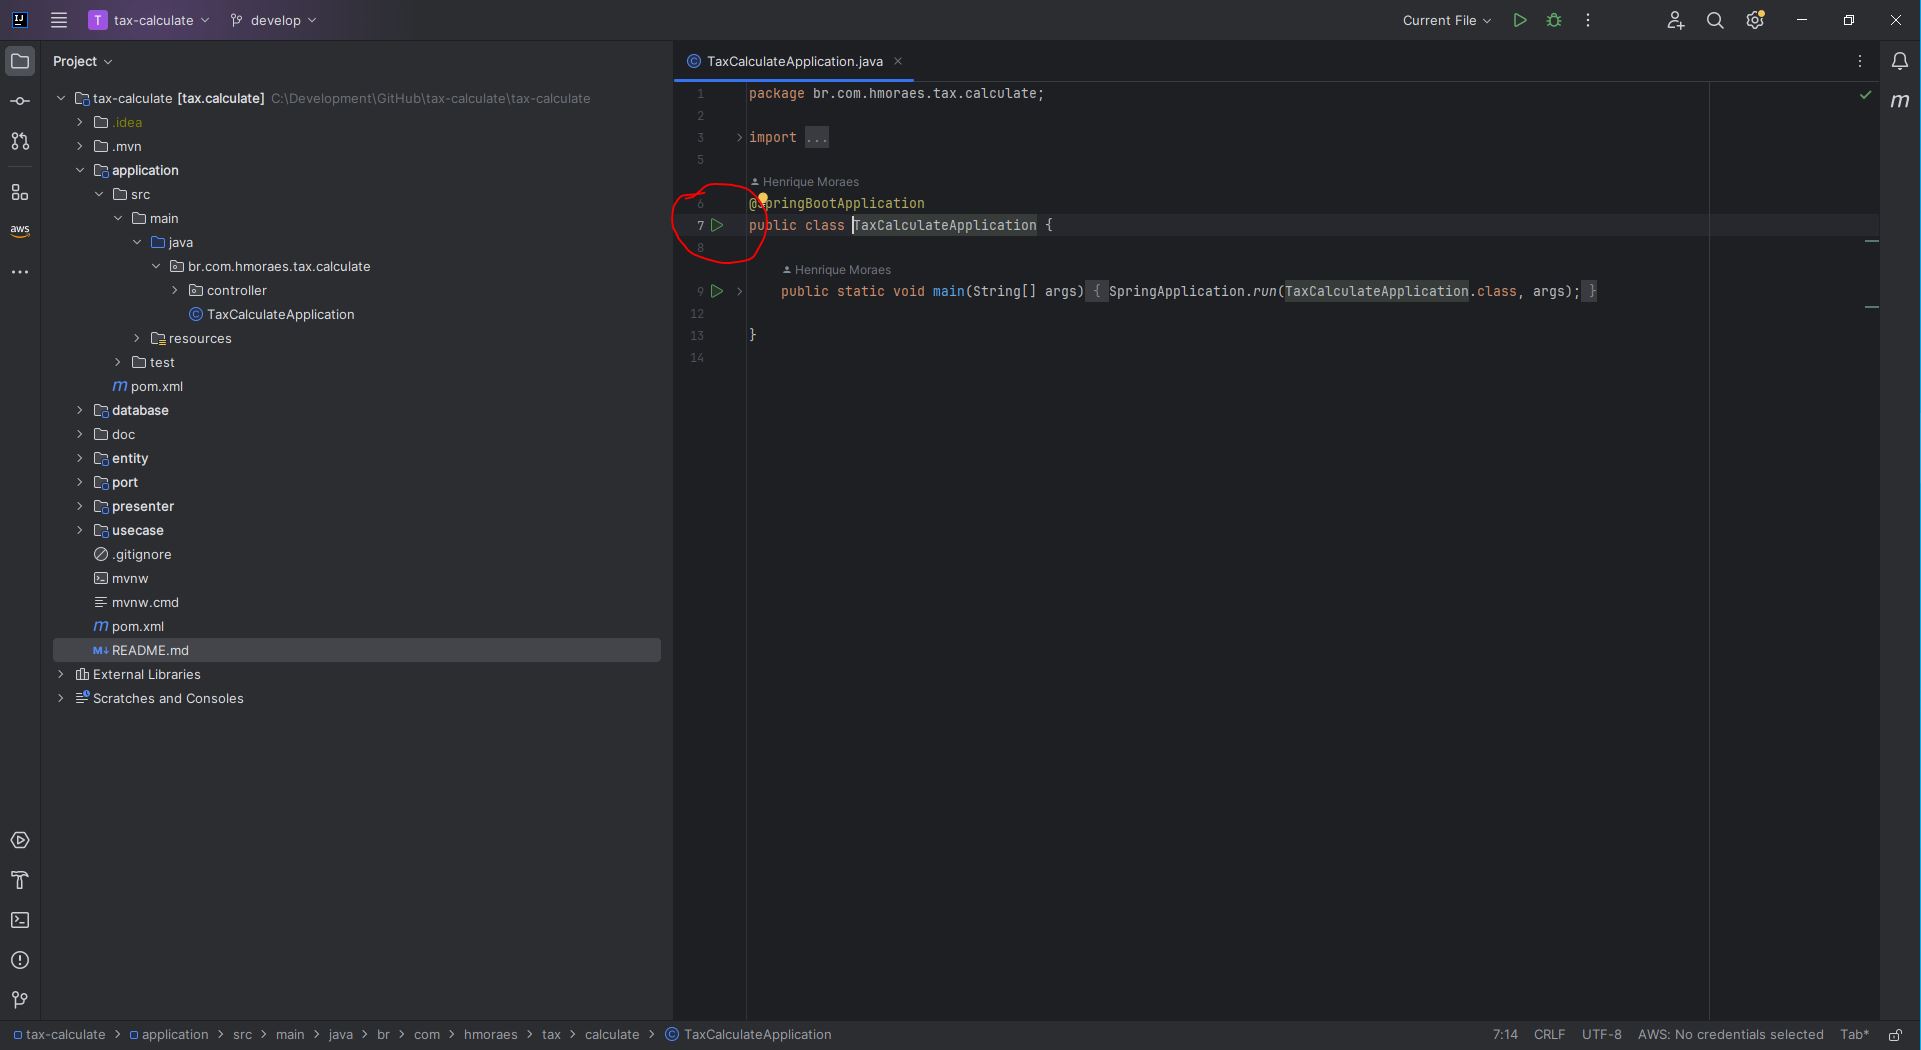 IJ
T tax-calculate
develop
Current File
Project
TaxCalculateApplication.java
tax-calculate [tax.calculate] C:\Development\GitHub\tax-calculate\tax-calculate
.idea
.mvn
application
src
main
java
br.com.hmoraes.tax.calculate
controller
C TaxCalculateApplication
resources
test
m pom.xml
database
doc
entity
port
presenter
usecase
.gitignore
mvnw
mvnw.cmd
m pom.xml
M↓ README.md
External Libraries
Scratches and Consoles
aws
1 package br.com.hmoraes.tax.calculate;
2
3 import ...
5
Henrique Moraes
6 @SpringBootApplication
7 public class TaxCalculateApplication {
8
Henrique Moraes
9 public static void main(String[] args) { SpringApplication.run(TaxCalculateApplication.class, args); }
12
13 }
14
m
tax-calculate > application > src > main > java > br > com > hmoraes > tax > calculate > C TaxCalculateApplication
7:14 CRLF UTF-8 AWS: No credentials selected Tab*